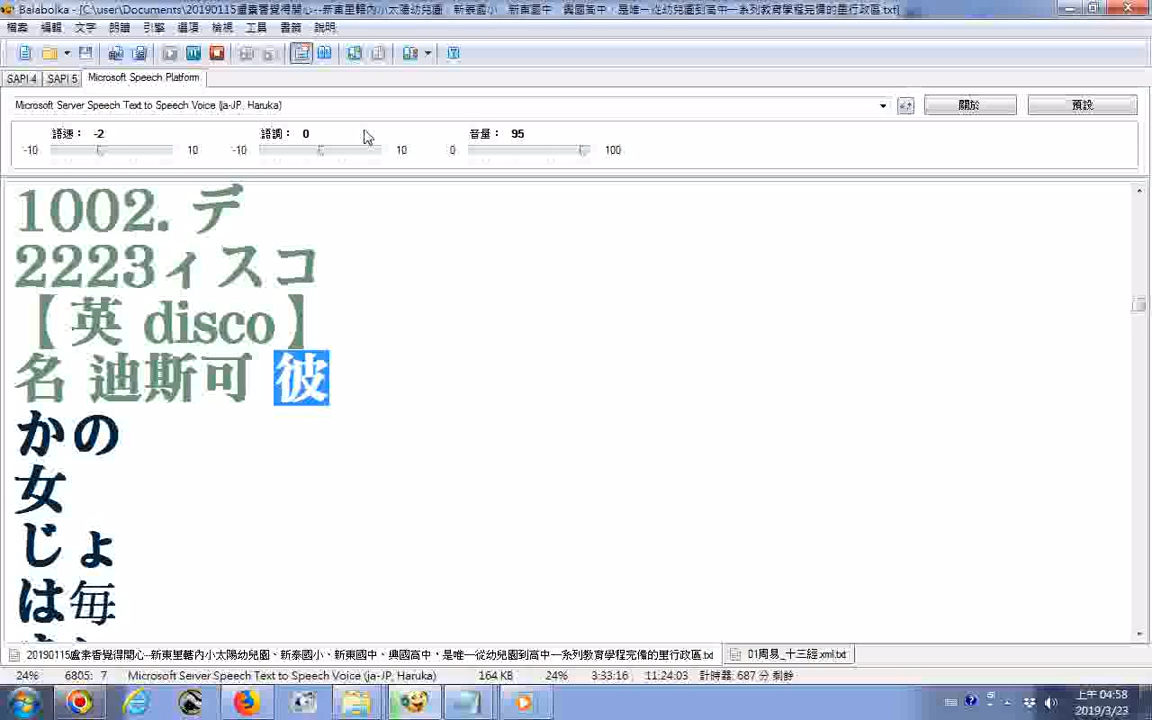 Balabolka - [C:\user\Documents\20190115盧索香覺得開心--新東里轄內小太陽幼兒園、新泰國小、新東國中、興國高中，是唯一從幼兒園到高中一系列教育學程完備的里行政區.txt]
檔案 編輯 文字 朗讀 引擎 選項 檢視 工具 書籤 說明
SAPI 4 SAPI 5 Microsoft Speech Platform
Microsoft Server Speech Text to Speech Voice (ja-JP, Haruka) 關於 預設
語速： -2 語調： 0 音量： 95
-10 10 -10 10 0 100
1002. デ
2223ィスコ
【英 disco】
名 迪斯可 彼
かの
女
じょ
は毎
20190115盧索香覺得開心--新東里轄內小太陽幼兒園、新泰國小、新東國中、興國高中，是唯一從幼兒園到高中一系列教育學程完備的里行政區.txt 01周易_十三經.xml.txt
24% 6805: 7 Microsoft Server Speech Text to Speech Voice (ja-JP, Haruka) 164 KB 24% 3:33:16 11:24:03 計時器: 687 分 剩餘
上午 04:58
2019/3/23